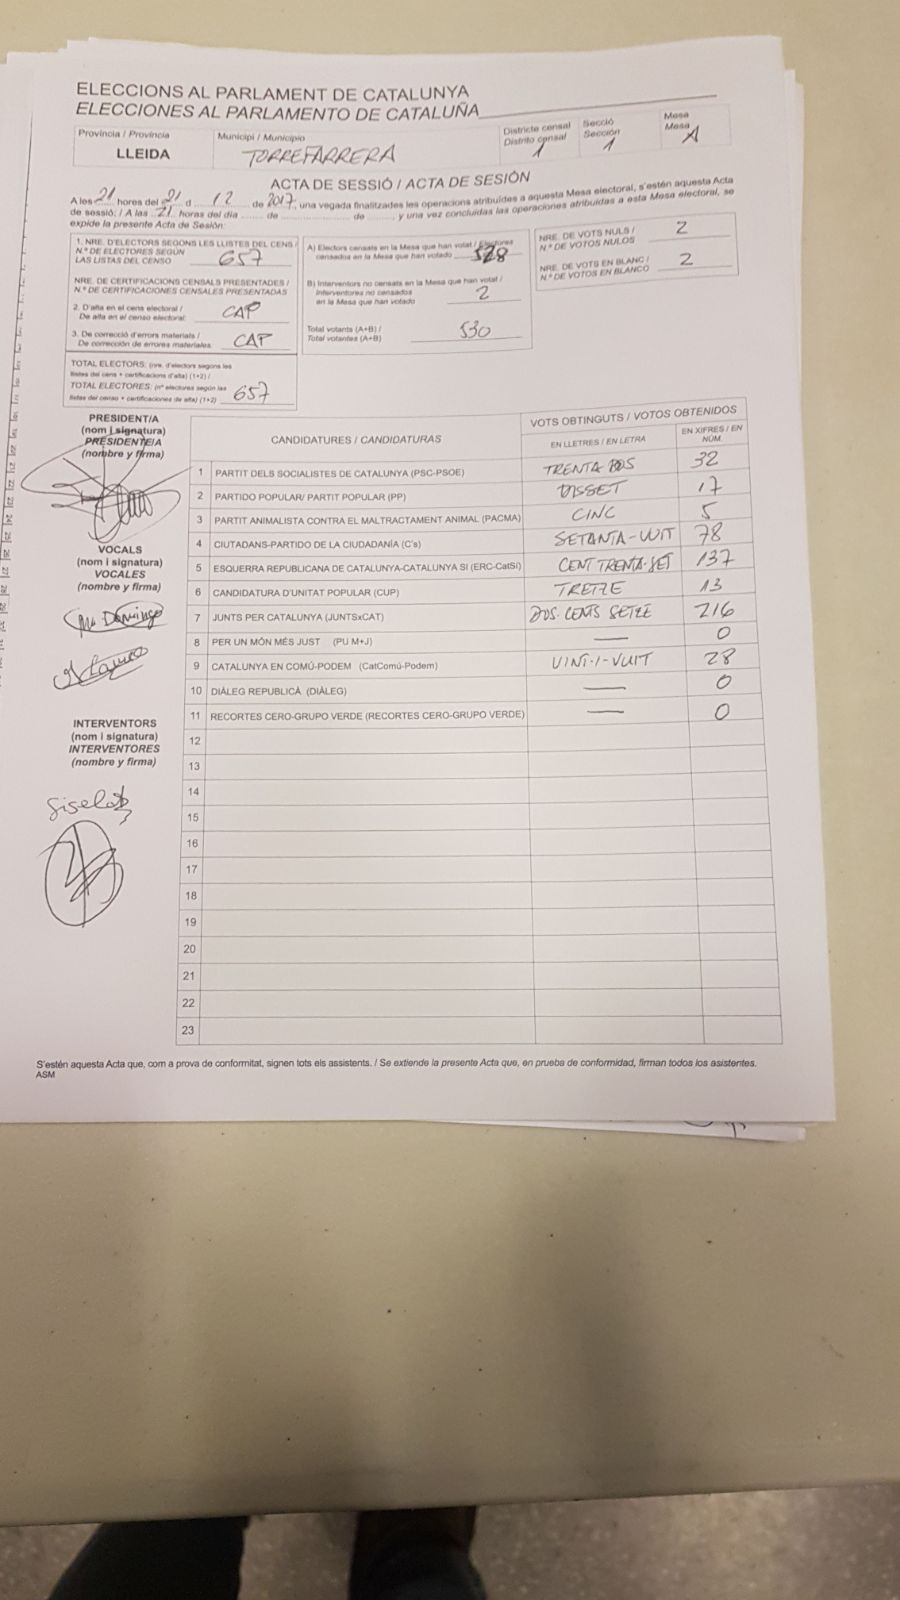 ELECCIONS AL PARLAMENT DE CATALUNYA
ELECCIONES AL PARLAMENTO DE CATALUÑA
Província / Provincia
LLEIDA
Municipi / Municipio
TORREFARRERA
Districte censal
Distrito censal
1
Secció
Sección
1
Mesa
Mesa
A
ACTA DE SESSIÓ / ACTA DE SESIÓN
A les 21 hores del 21 d 12 de 2017, una vegada finalitzades les operacions atribuïdes a aquesta Mesa electoral, s'estén aquesta Acta
de sessió: / A las 21 horas del día ........ de ................ de ........, y una vez concluidas las operaciones atribuidas a esta Mesa electoral, se
expide la presente Acta de Sesión:
1. NRE. D'ELECTORS SEGONS LES LLISTES DEL CENS /
N.º DE ELECTORES SEGÚN
LAS LISTAS DEL CENSO 657
NRE. DE CERTIFICACIONS CENSALS PRESENTADES /
N.º DE CERTIFICACIONES CENSALES PRESENTADAS
2. D'alta en el cens electoral /
De alta en el censo electoral: CAP
3. De correcció d'errors materials /
De corrección de errores materiales: CAP
TOTAL ELECTORS: (nre. d'electors segons les
llistes del cens + certificacions d'alta) (1+2) /
TOTAL ELECTORES: (nº electores según las
listas del censo + certificaciones de alta) (1+2) 657
A) Electors censats en la Mesa que han votat / Electores
censados en la Mesa que han votado 528
B) Interventors no censats en la Mesa que han votat /
Interventores no censados
en la Mesa que han votado 2
Total votants (A+B) /
Total votantes (A+B) 530
NRE. DE VOTS NULS /
N.º DE VOTOS NULOS 2
NRE. DE VOTS EN BLANC /
N.º DE VOTOS EN BLANCO 2
PRESIDENT/A
(nom i signatura)
PRESIDENTE/A
(nombre y firma)
VOCALS
(nom i signatura)
VOCALES
(nombre y firma)
Domingo
INTERVENTORS
(nom i signatura)
INTERVENTORES
(nombre y firma)
CANDIDATURES / CANDIDATURAS
VOTS OBTINGUTS / VOTOS OBTENIDOS
EN LLETRES / EN LETRA
EN XIFRES / EN NÚM.
1 PARTIT DELS SOCIALISTES DE CATALUNYA (PSC-PSOE) TRENTA-DOS 32
2 PARTIDO POPULAR/ PARTIT POPULAR (PP) DISSET 17
3 PARTIT ANIMALISTA CONTRA EL MALTRACTAMENT ANIMAL (PACMA) CINC 5
4 CIUTADANS-PARTIDO DE LA CIUDADANÍA (C's) SETANTA-VUIT 78
5 ESQUERRA REPUBLICANA DE CATALUNYA-CATALUNYA SÍ (ERC-CatSí) CENT TRENTA-SET 137
6 CANDIDATURA D'UNITAT POPULAR (CUP) TRETZE 13
7 JUNTS PER CATALUNYA (JUNTSxCAT) DOS-CENTS SETZE 216
8 PER UN MÓN MÉS JUST (PU M+J) — 0
9 CATALUNYA EN COMÚ-PODEM (CatComú-Podem) VINT-I-VUIT 28
10 DIÀLEG REPUBLICÀ (DIÀLEG) — 0
11 RECORTES CERO-GRUPO VERDE (RECORTES CERO-GRUPO VERDE) — 0
12
13
14
15
16
17
18
19
20
21
22
23
S'estén aquesta Acta que, com a prova de conformitat, signen tots els assistents. / Se extiende la presente Acta que, en prueba de conformidad, firman todos los asistentes.
ASM